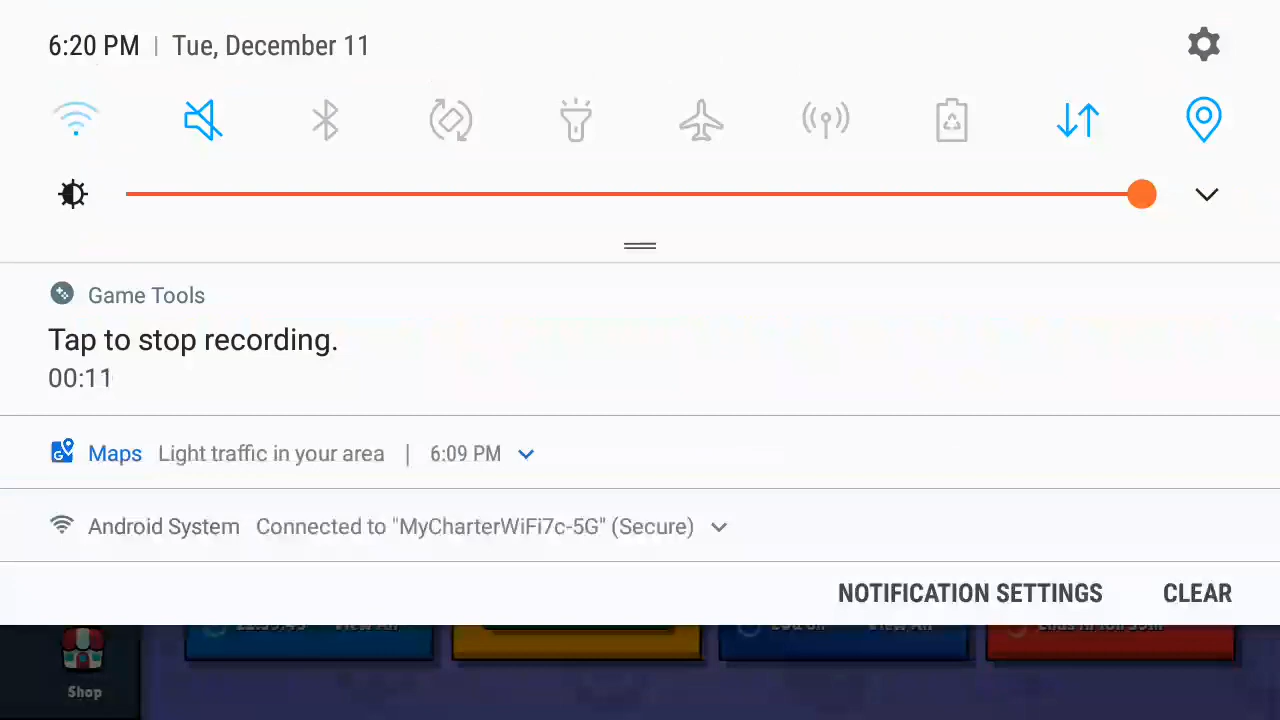 6:20 PM | Tue, December 11
Game Tools
Tap to stop recording.
00:11
Maps Light traffic in your area | 6:09 PM
Android System Connected to "MyCharterWiFi7c-5G" (Secure)
NOTIFICATION SETTINGS CLEAR
Shop